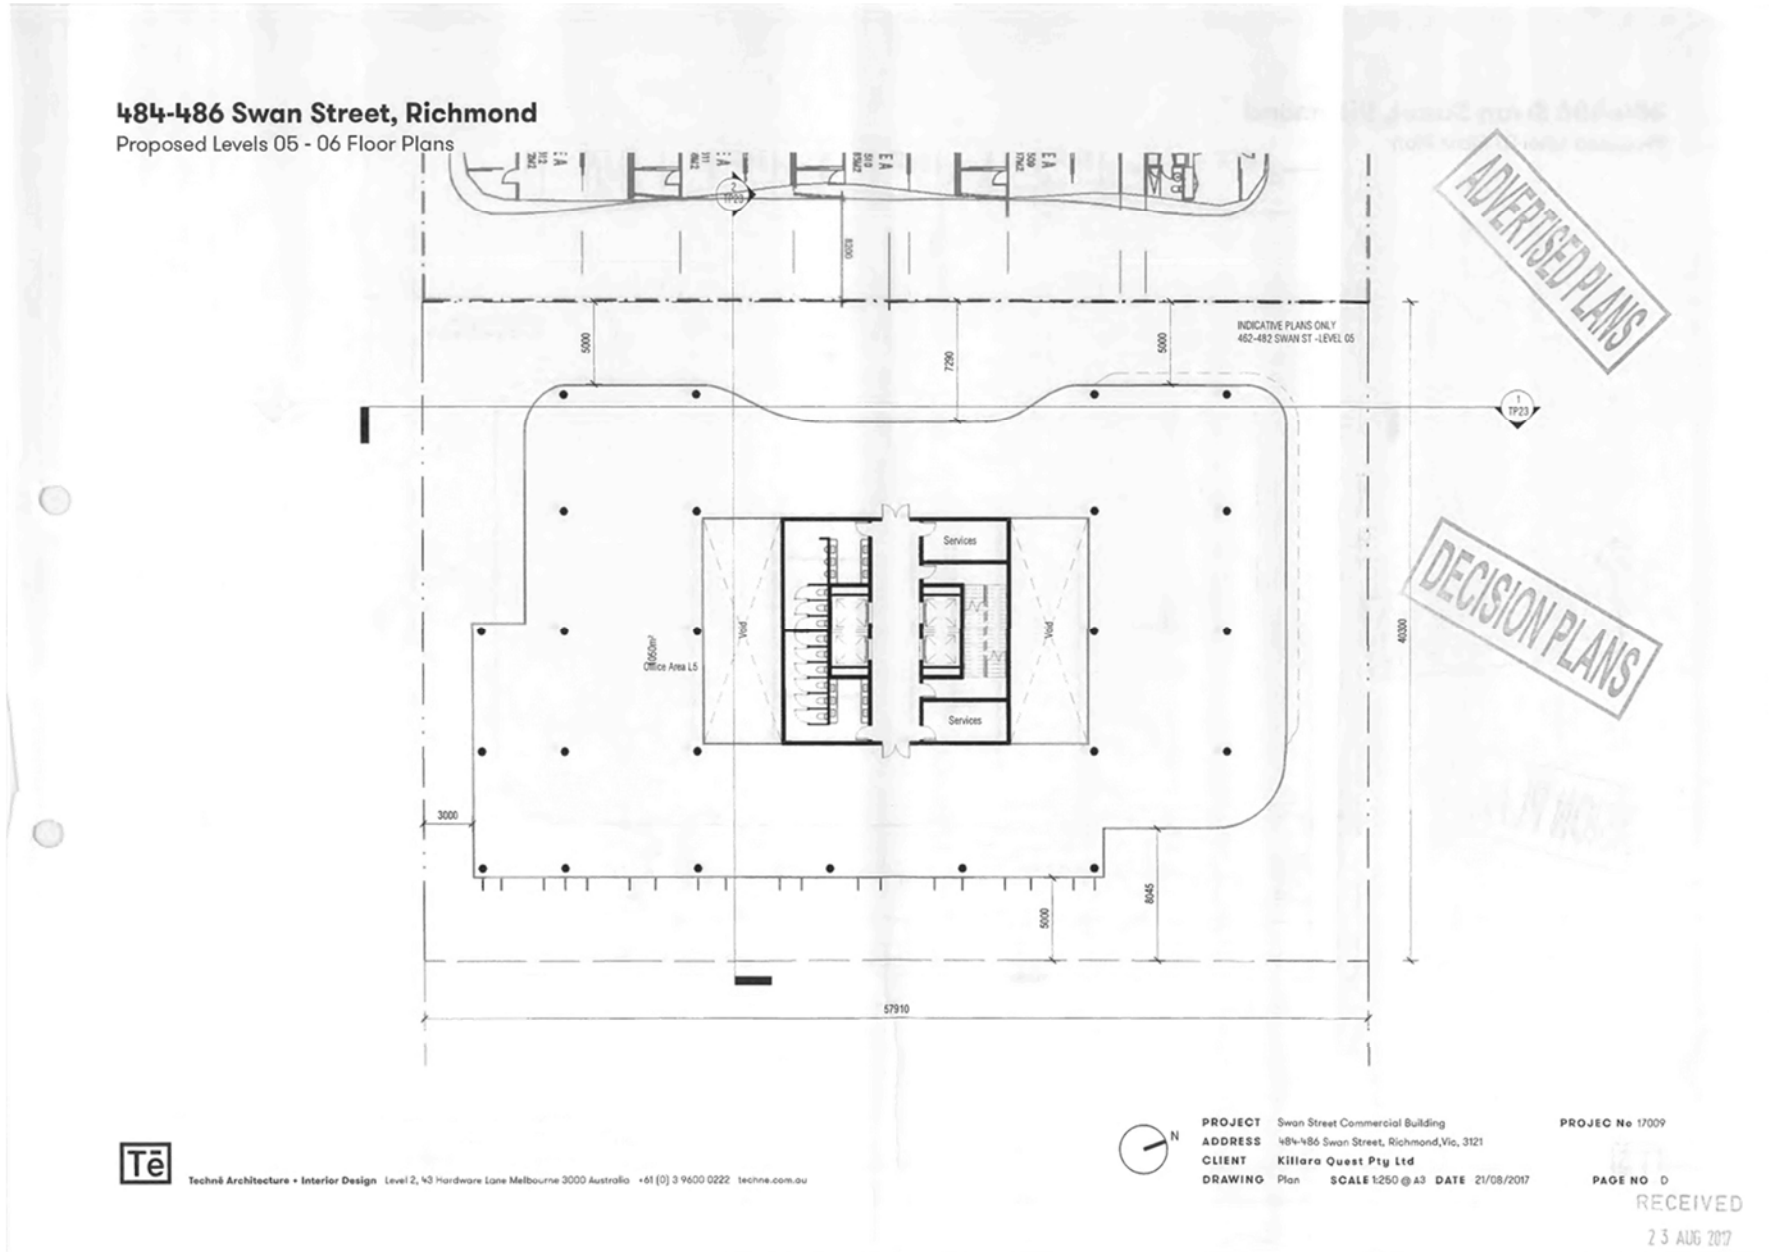 484-486 Swan Street, Richmond
Proposed Levels 05 - 06 Floor Plans
ADVERTISED PLANS
2
TP23
8200
5000
7290
5000
INDICATIVE PLANS ONLY
462-482 SWAN ST -LEVEL 05
1
TP23
DECISION PLANS
Services
Void
Void
Office Area L5
Services
40300
3000
5000
8045
57910
N
PROJECT Swan Street Commercial Building
PROJEC No 17009
ADDRESS 484-486 Swan Street, Richmond,Vic, 3121
CLIENT Killara Quest Pty Ltd
DRAWING Plan SCALE 1:250 @ A3 DATE 21/08/2017
PAGE NO D
Tē
Technē Architecture + Interior Design Level 2, 43 Hardware Lane Melbourne 3000 Australia +61 (0) 3 9600 0222 techne.com.au
RECEIVED
23 AUG 2017